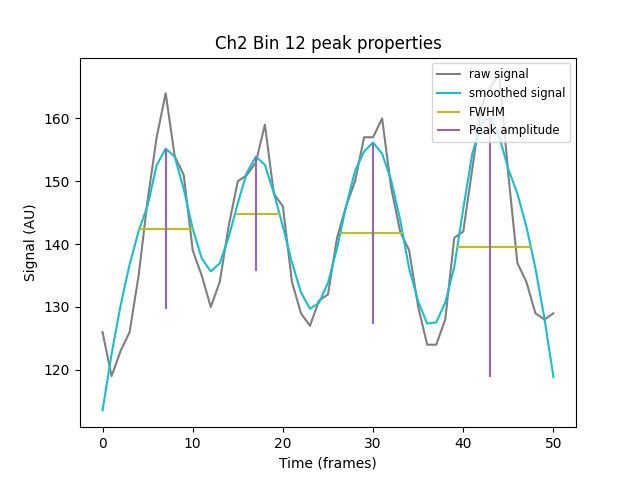 Ch2 Bin 12 peak properties
raw signal
smoothed signal
FWHM
Peak amplitude
Signal (AU)
160
150
140
130
120
0 10 20 30 40 50
Time (frames)